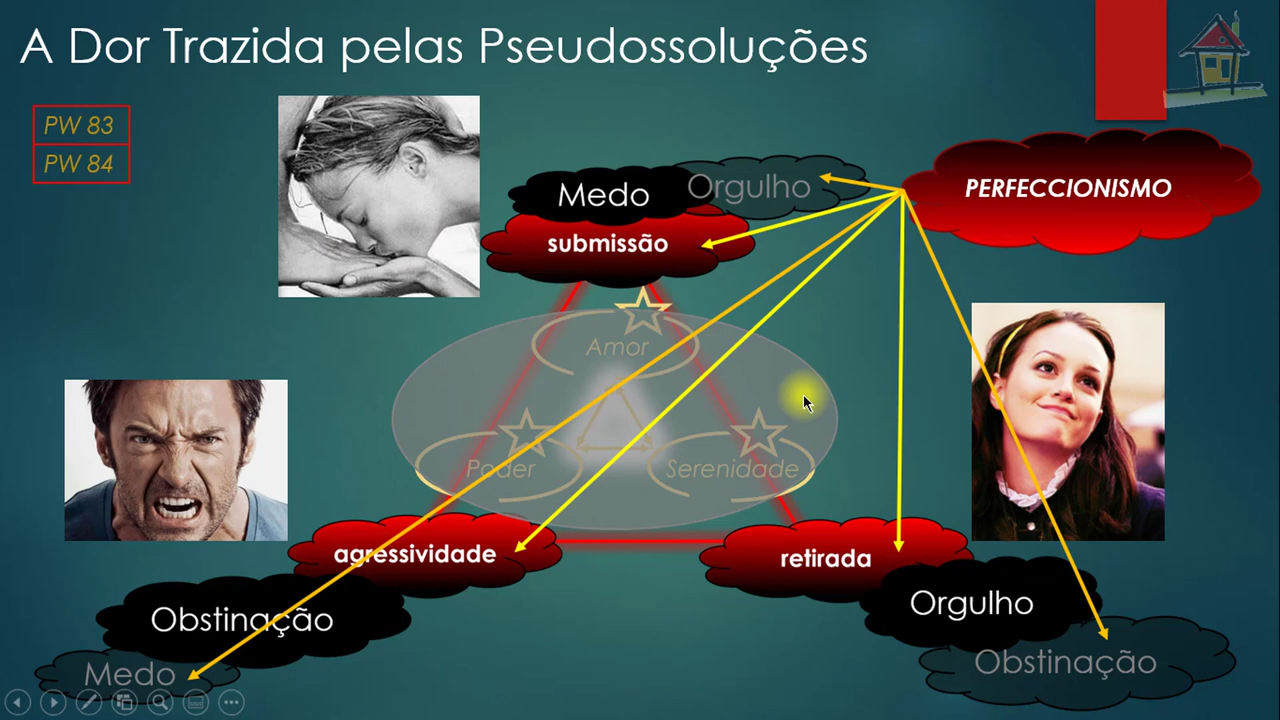 A Dor Trazida pelas Pseudossoluções
PW 83
PW 84
Medo
Orgulho
submissão
PERFECCIONISMO
Amor
Poder
Serenidade
agressividade
retirada
Obstinação
Orgulho
Medo
Obstinação